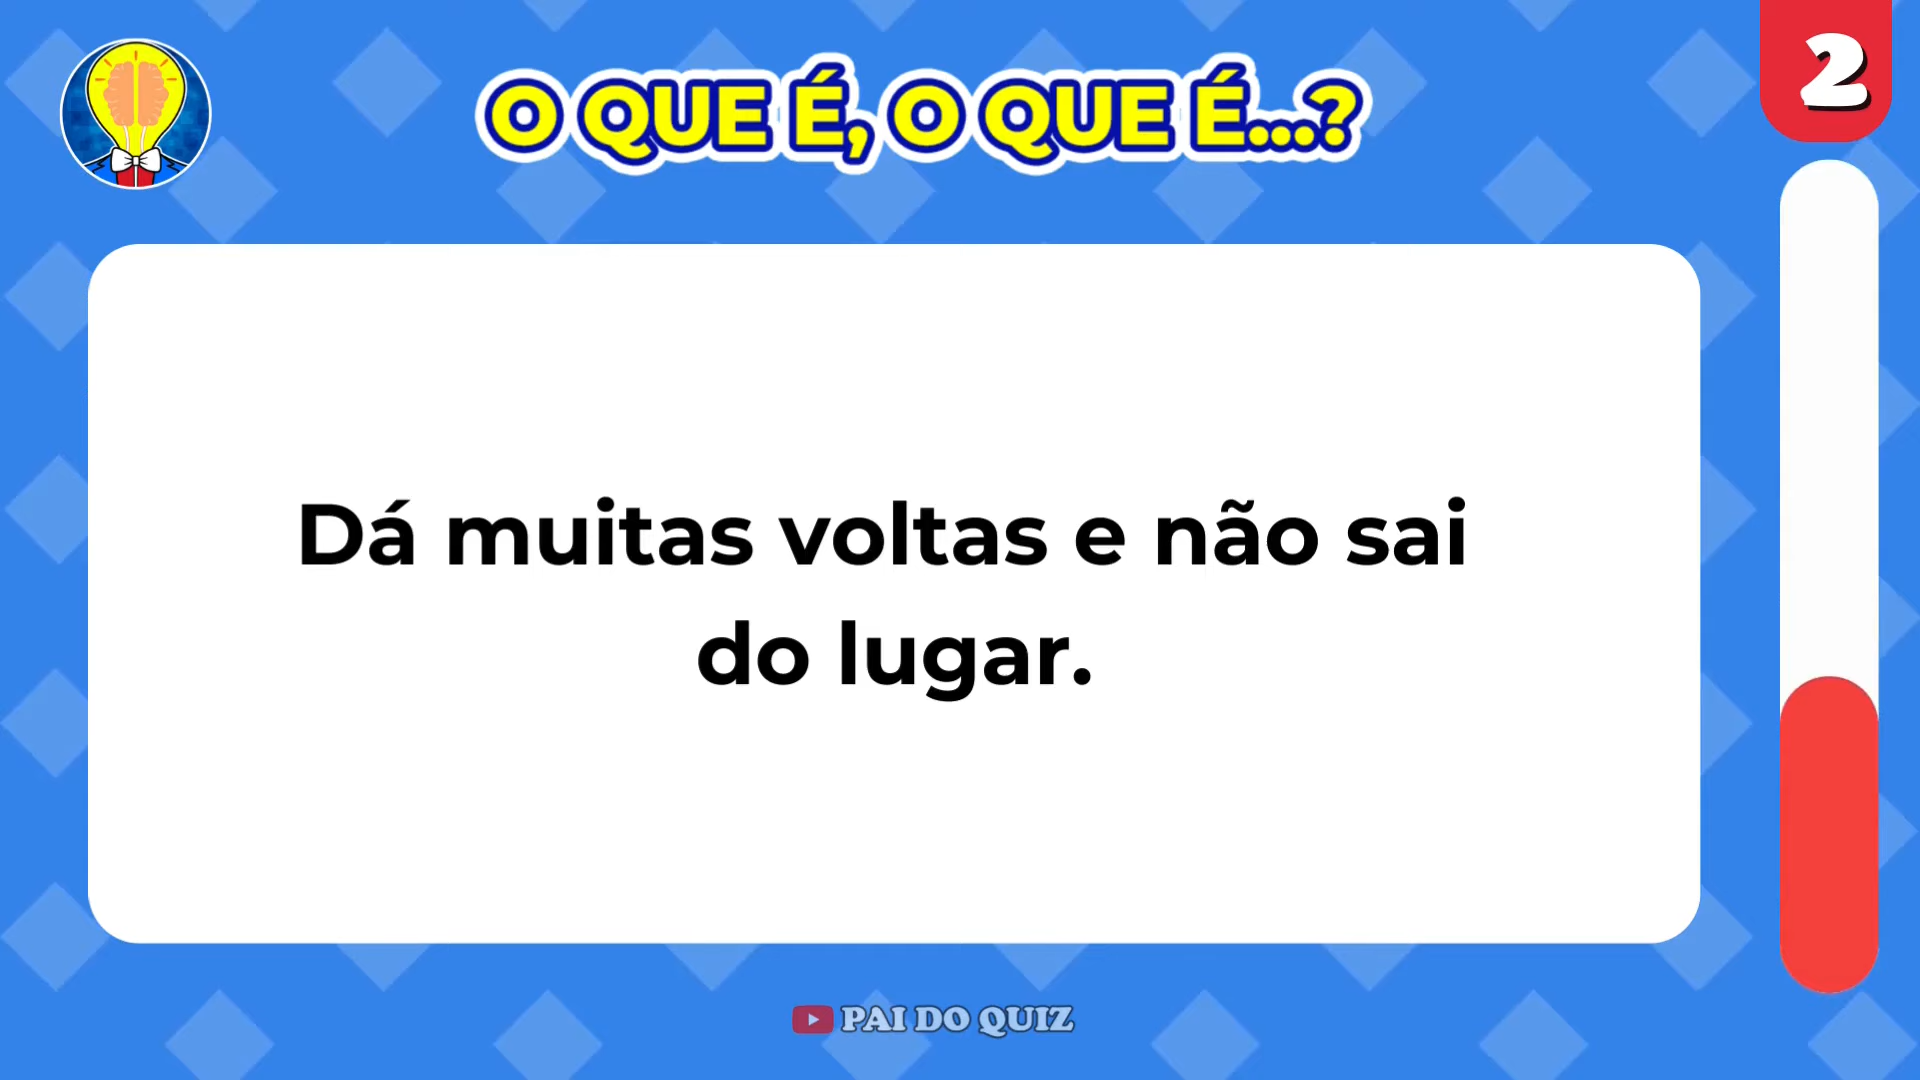 O QUE É, O QUE É...?
2
Dá muitas voltas e não sai
do lugar.
PAI DO QUIZ